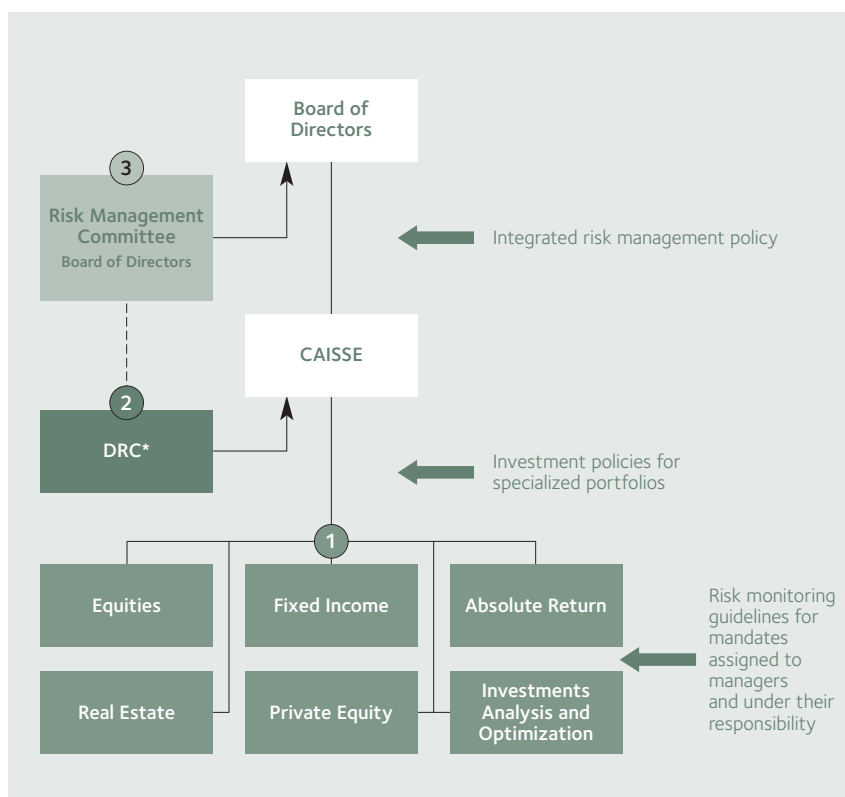 Board of
Directors
3
Risk Management
Committee
Board of Directors
Integrated risk management policy
CAISSE
2
DRC*
Investment policies for
specialized portfolios
1
Equities
Fixed Income
Absolute Return
Risk monitoring
guidelines for
mandates
assigned to
managers
and under their
responsibility
Real Estate
Private Equity
Investments
Analysis and
Optimization